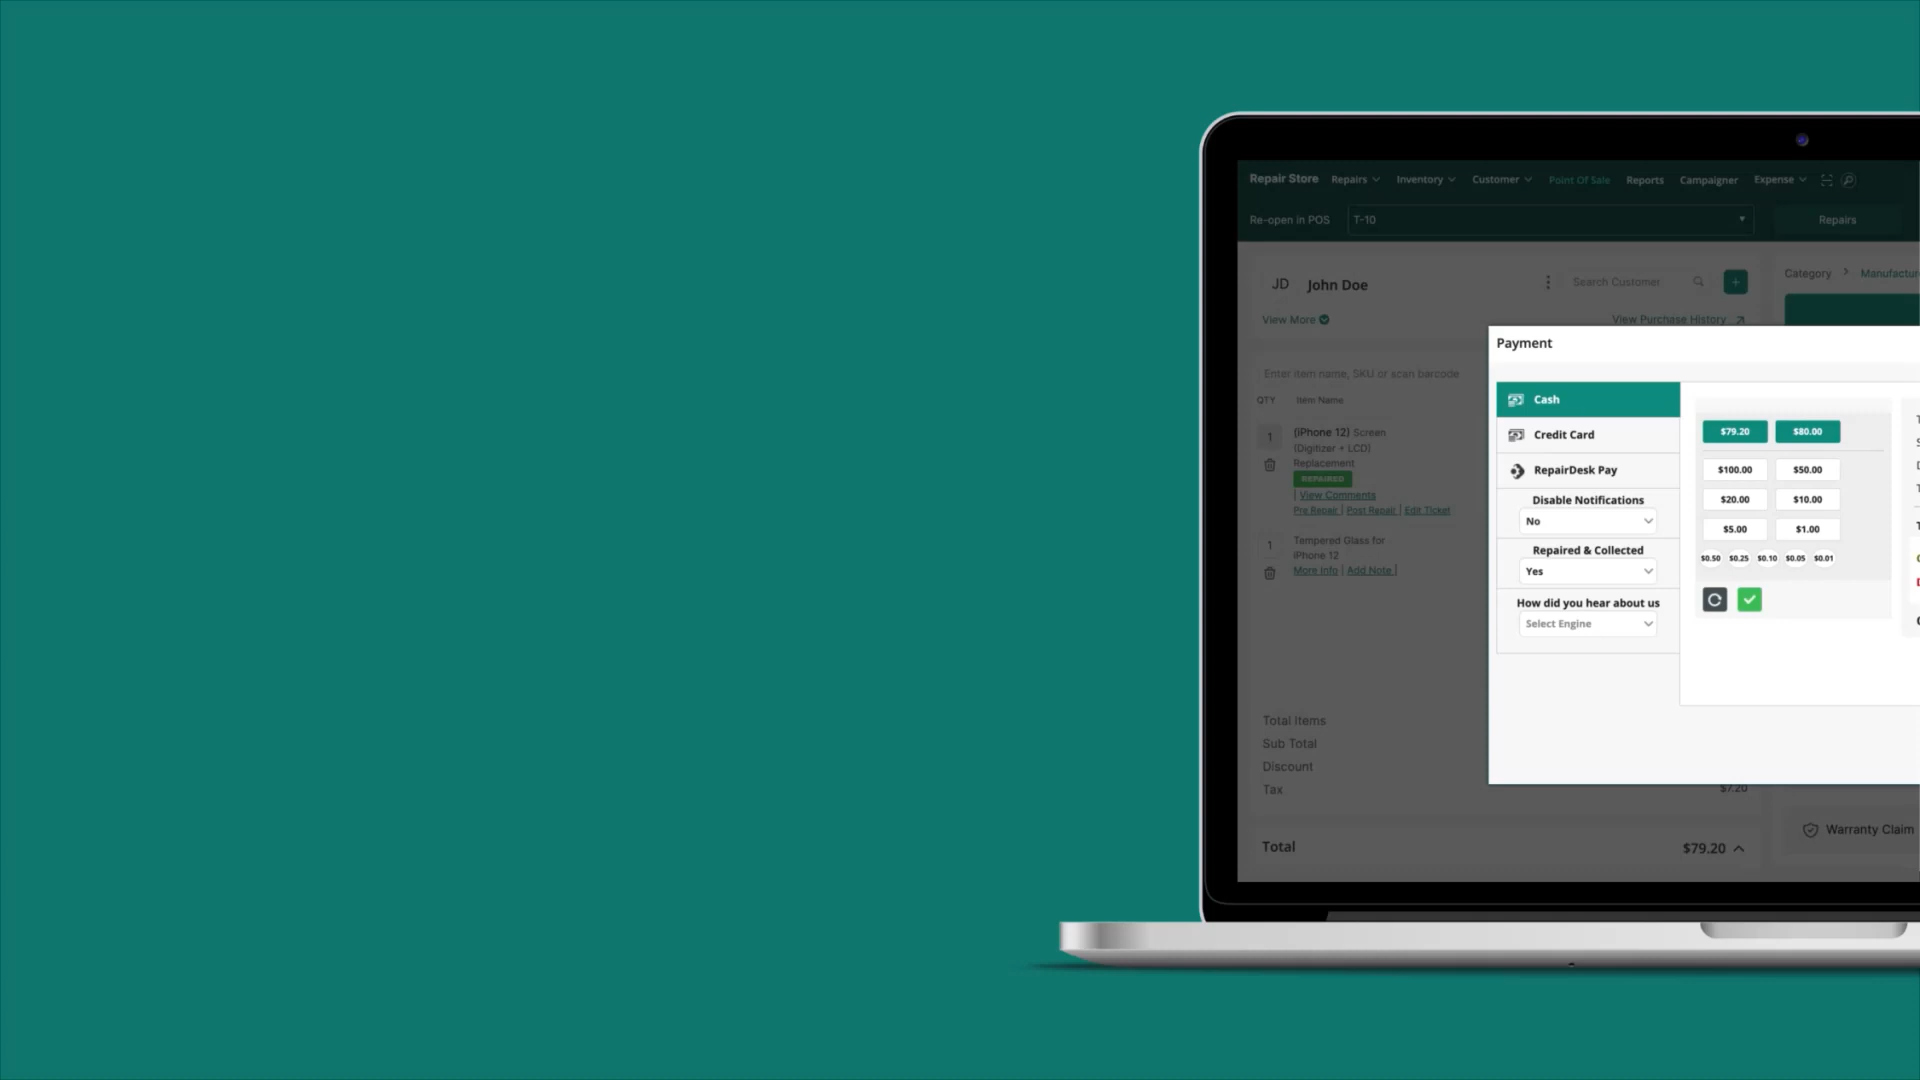 Repair Store Repairs Inventory Customer Point Of Sale Reports Campaigner Expense
Re-open in POS T-10 Repairs
JD John Doe Search Customer
View More View Purchase History
Category Manufactur
Enter item name, SKU or scan barcode
QTY Item Name
1 (iPhone 12) Screen
(Digitizer + LCD)
Replacement
REPAIRED
| View Comments
Pre Repair | Post Repair | Edit Ticket
1 Tempered Glass for
iPhone 12
More Info | Add Note |
Total Items
Sub Total
Discount
Tax $7.20
Total $79.20
Warranty Claim
Payment
Cash
Credit Card
RepairDesk Pay
Disable Notifications
No
Repaired & Collected
Yes
How did you hear about us
Select Engine
$79.20 $80.00
$100.00 $50.00
$20.00 $10.00
$5.00 $1.00
$0.50 $0.25 $0.10 $0.05 $0.01